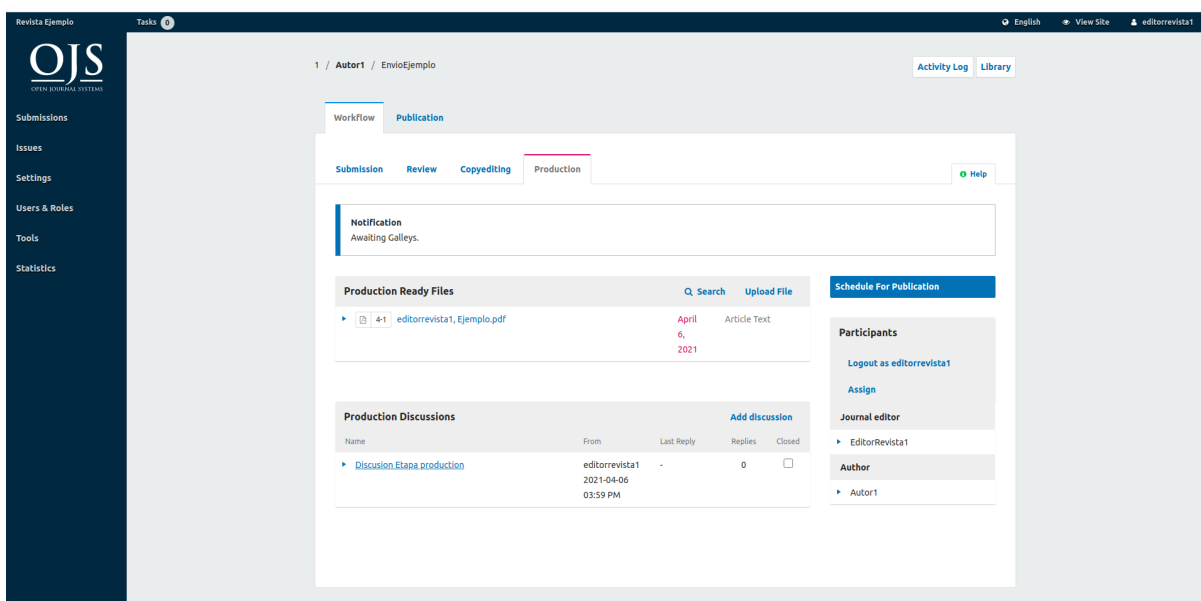 Revista Ejemplo Tasks 0 English View Site editorrevista1
OJS
OPEN JOURNAL SYSTEMS
1 / Autor1 / EnvioEjemplo
Activity Log Library
Submissions
Issues
Settings
Users & Roles
Tools
Statistics
Workflow Publication
Submission Review Copyediting Production
Help
Notification
Awaiting Galleys.
Production Ready Files Search Upload File
4-1 editorrevista1, Ejemplo.pdf April 6, 2021 Article Text
Production Discussions Add discussion
Name From Last Reply Replies Closed
Discusion Etapa production editorrevista1 - 0
2021-04-06
03:59 PM
Schedule For Publication
Participants
Logout as editorrevista1
Assign
Journal editor
EditorRevista1
Author
Autor1